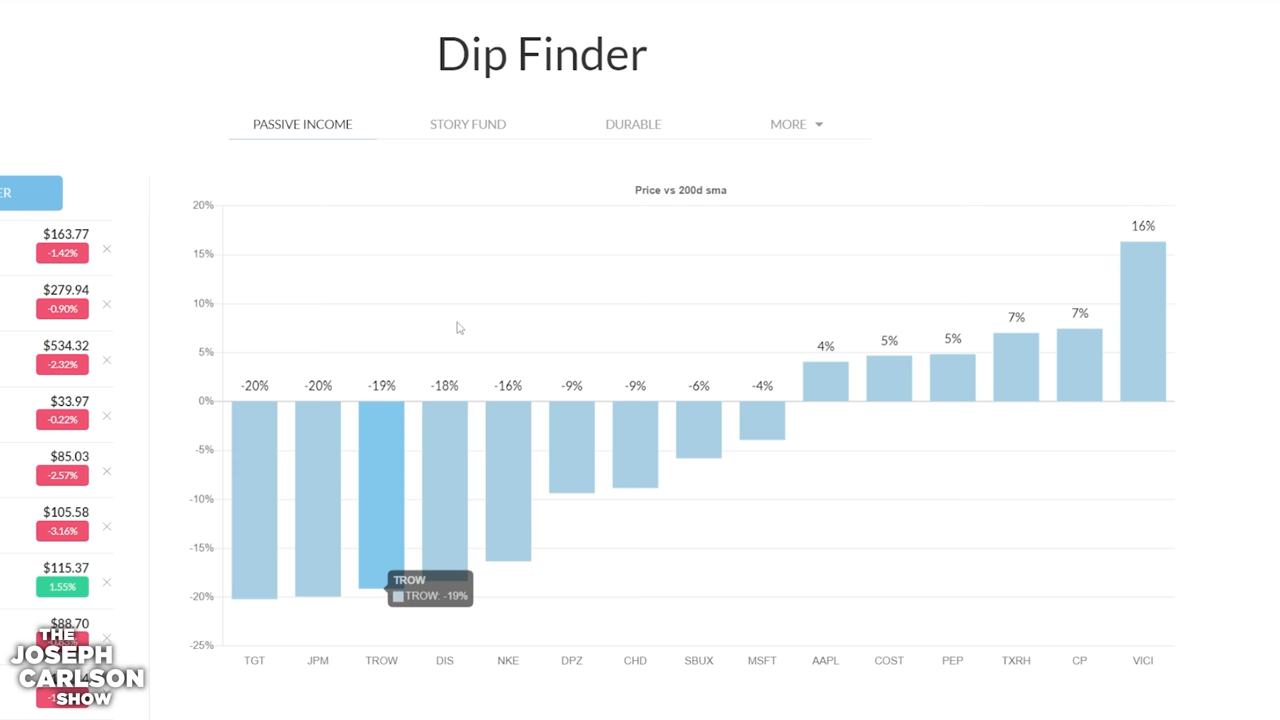 Dip Finder
PASSIVE INCOME
STORY FUND
DURABLE
MORE
ER
$163.77
-1.42%
$279.94
-0.90%
$534.32
-2.32%
$33.97
-0.22%
$85.03
-2.57%
$105.58
-3.16%
$115.37
1.55%
$88.70
Price vs 200d sma
20%
15%
10%
5%
0%
-5%
-10%
-15%
-20%
-25%
-20%
-20%
-19%
-18%
-16%
-9%
-9%
-6%
-4%
4%
5%
5%
7%
7%
16%
TROW
TROW: -19%
TGT
JPM
TROW
DIS
NKE
DPZ
CHD
SBUX
MSFT
AAPL
COST
PEP
TXRH
CP
VICI
THE
JOSEPH
CARLSON
SHOW